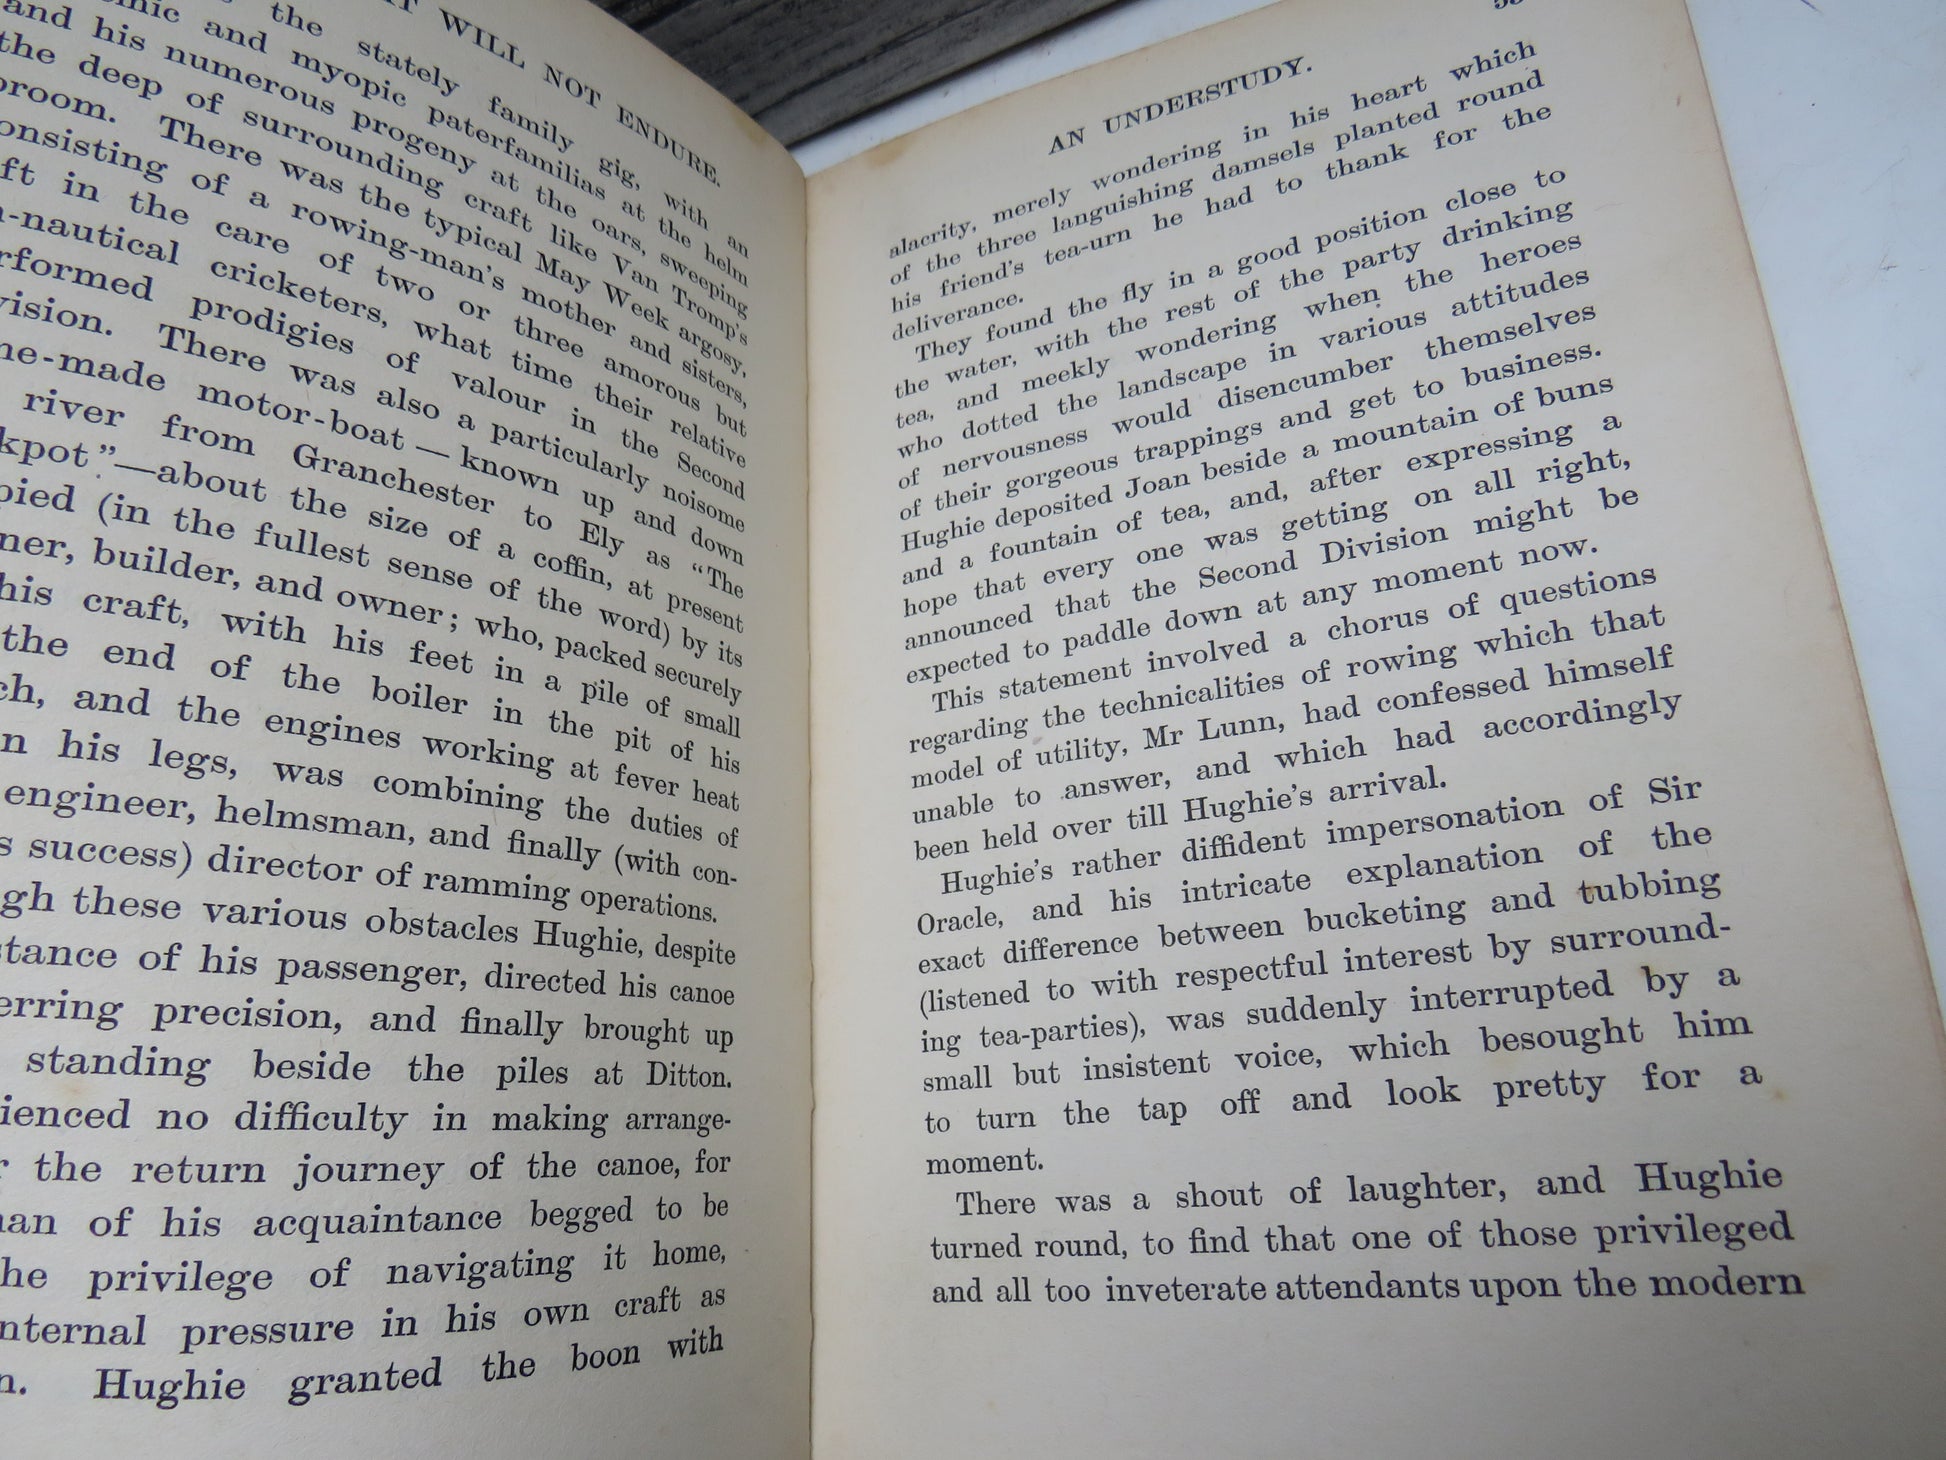 WILL NOT ENDURE.
the stately family gig, with an
and myopic paterfamilias at the helm
and his numerous progeny at the oars, sweeping
the deep of surrounding craft like Van Tromp's
There was the typical May Week argosy,
consisting of a rowing-man's mother and sisters,
in the care of two or three amorous but
cricketers, what time their relative
prodigies of valour in the Second
There was also a particularly noisome
motor-boat — known up and down
river from Granchester to Ely as "The
"—about the size of a coffin, at present
(in the fullest sense of the word) by its
builder, and owner; who, packed securely
his craft, with his feet in a pile of small
the end of the boiler in the pit of his
and the engines working at fever heat
his legs, was combining the duties of
engineer, helmsman, and finally (with con-
success) director of ramming operations.
these various obstacles Hughie, despite
of his passenger, directed his canoe
precision, and finally brought up
standing beside the piles at Ditton.
no difficulty in making arrange-
the return journey of the canoe, for
of his acquaintance begged to be
privilege of navigating it home,
pressure in his own craft as
Hughie granted the boon with
AN UNDERSTUDY.
alacrity, merely wondering in his heart which
of the three languishing damsels planted round
his friend's tea-urn he had to thank for the
deliverance.
They found the fly in a good position close to
the water, with the rest of the party drinking
tea, and meekly wondering when the heroes
who dotted the landscape in various attitudes
of nervousness would disencumber themselves
of their gorgeous trappings and get to business.
Hughie deposited Joan beside a mountain of buns
and a fountain of tea, and, after expressing a
hope that every one was getting on all right,
announced that the Second Division might be
expected to paddle down at any moment now.
This statement involved a chorus of questions
regarding the technicalities of rowing which that
model of utility, Mr Lunn, had confessed himself
unable to answer, and which had accordingly
been held over till Hughie's arrival.
Hughie's rather diffident impersonation of Sir
Oracle, and his intricate explanation of the
exact difference between bucketing and tubbing
(listened to with respectful interest by surround-
ing tea-parties), was suddenly interrupted by a
small but insistent voice, which besought him
to turn the tap off and look pretty for a
moment.
There was a shout of laughter, and Hughie
turned round, to find that one of those privileged
and all too inveterate attendants upon the modern